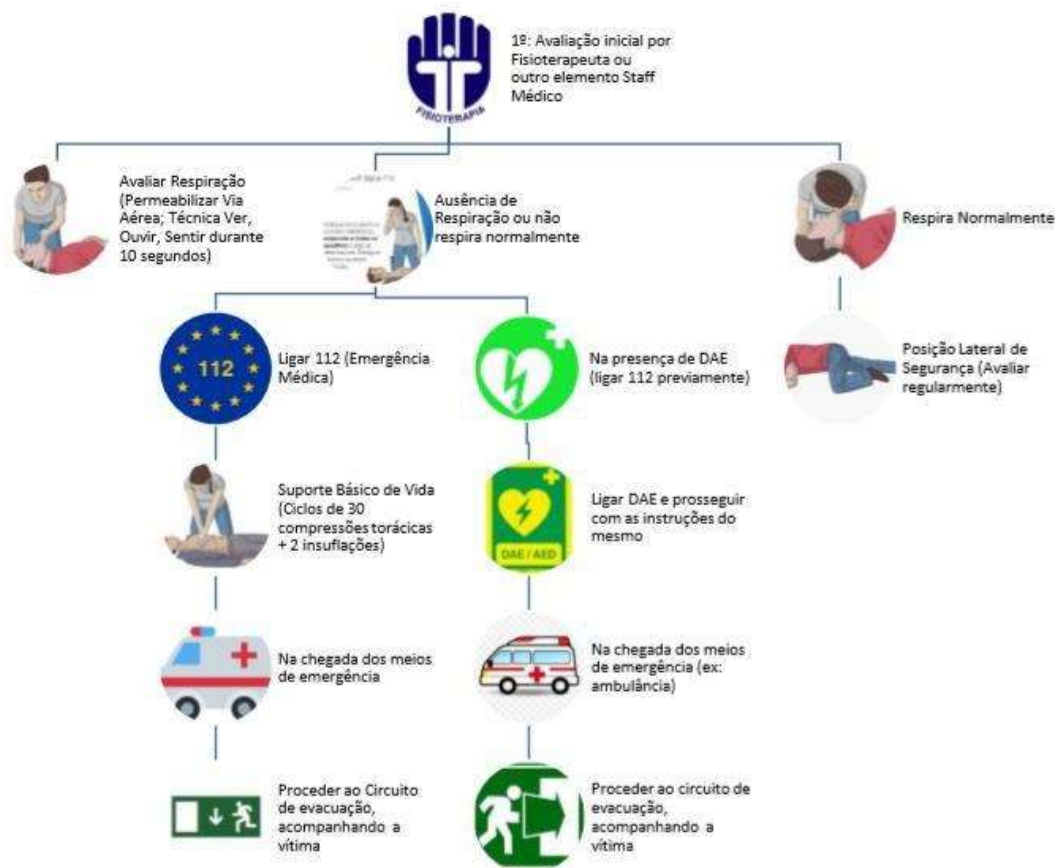 1º: Avaliação inicial por
Fisioterapeuta ou
outro elemento Staff
Médico
FISIOTERAPIA
Avaliar Respiração
(Permeabilizar Via
Aérea; Técnica Ver,
Ouvir, Sentir durante
10 segundos)
Ausência de
Respiração ou não
respira normalmente
Respira Normalmente
112
Ligar 112 (Emergência
Médica)
Na presença de DAE
(ligar 112 previamente)
Posição Lateral de
Segurança (Avaliar
regularmente)
Suporte Básico de Vida
(Ciclos de 30
compressões torácicas
+ 2 insuflações)
DAE / AED
Ligar DAE e prosseguir
com as instruções do
mesmo
Na chegada dos meios
de emergência
Na chegada dos meios
de emergência (ex:
ambulância)
Proceder ao Circuito
de evacuação,
acompanhando a
vítima
Proceder ao circuito de
evacuação,
acompanhando a
vítima